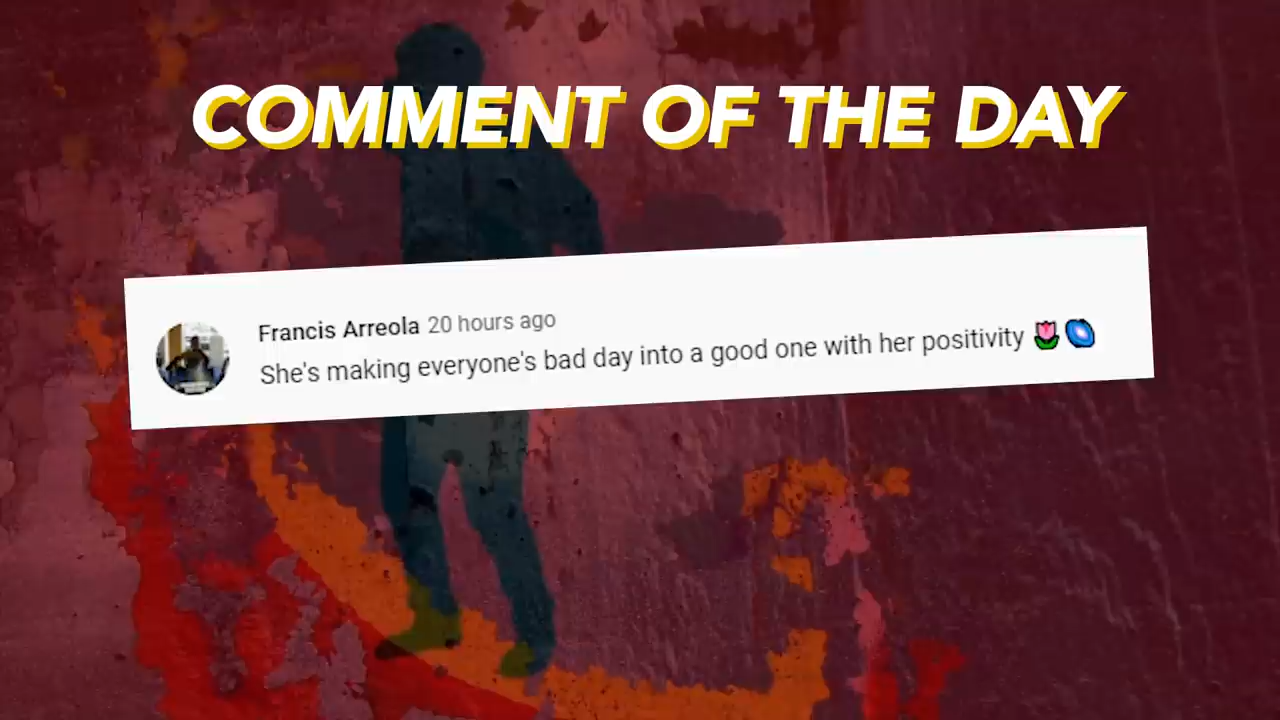 COMMENT OF THE DAY
Francis Arreola 20 hours ago
She's making everyone's bad day into a good one with her positivity 🌷🌀